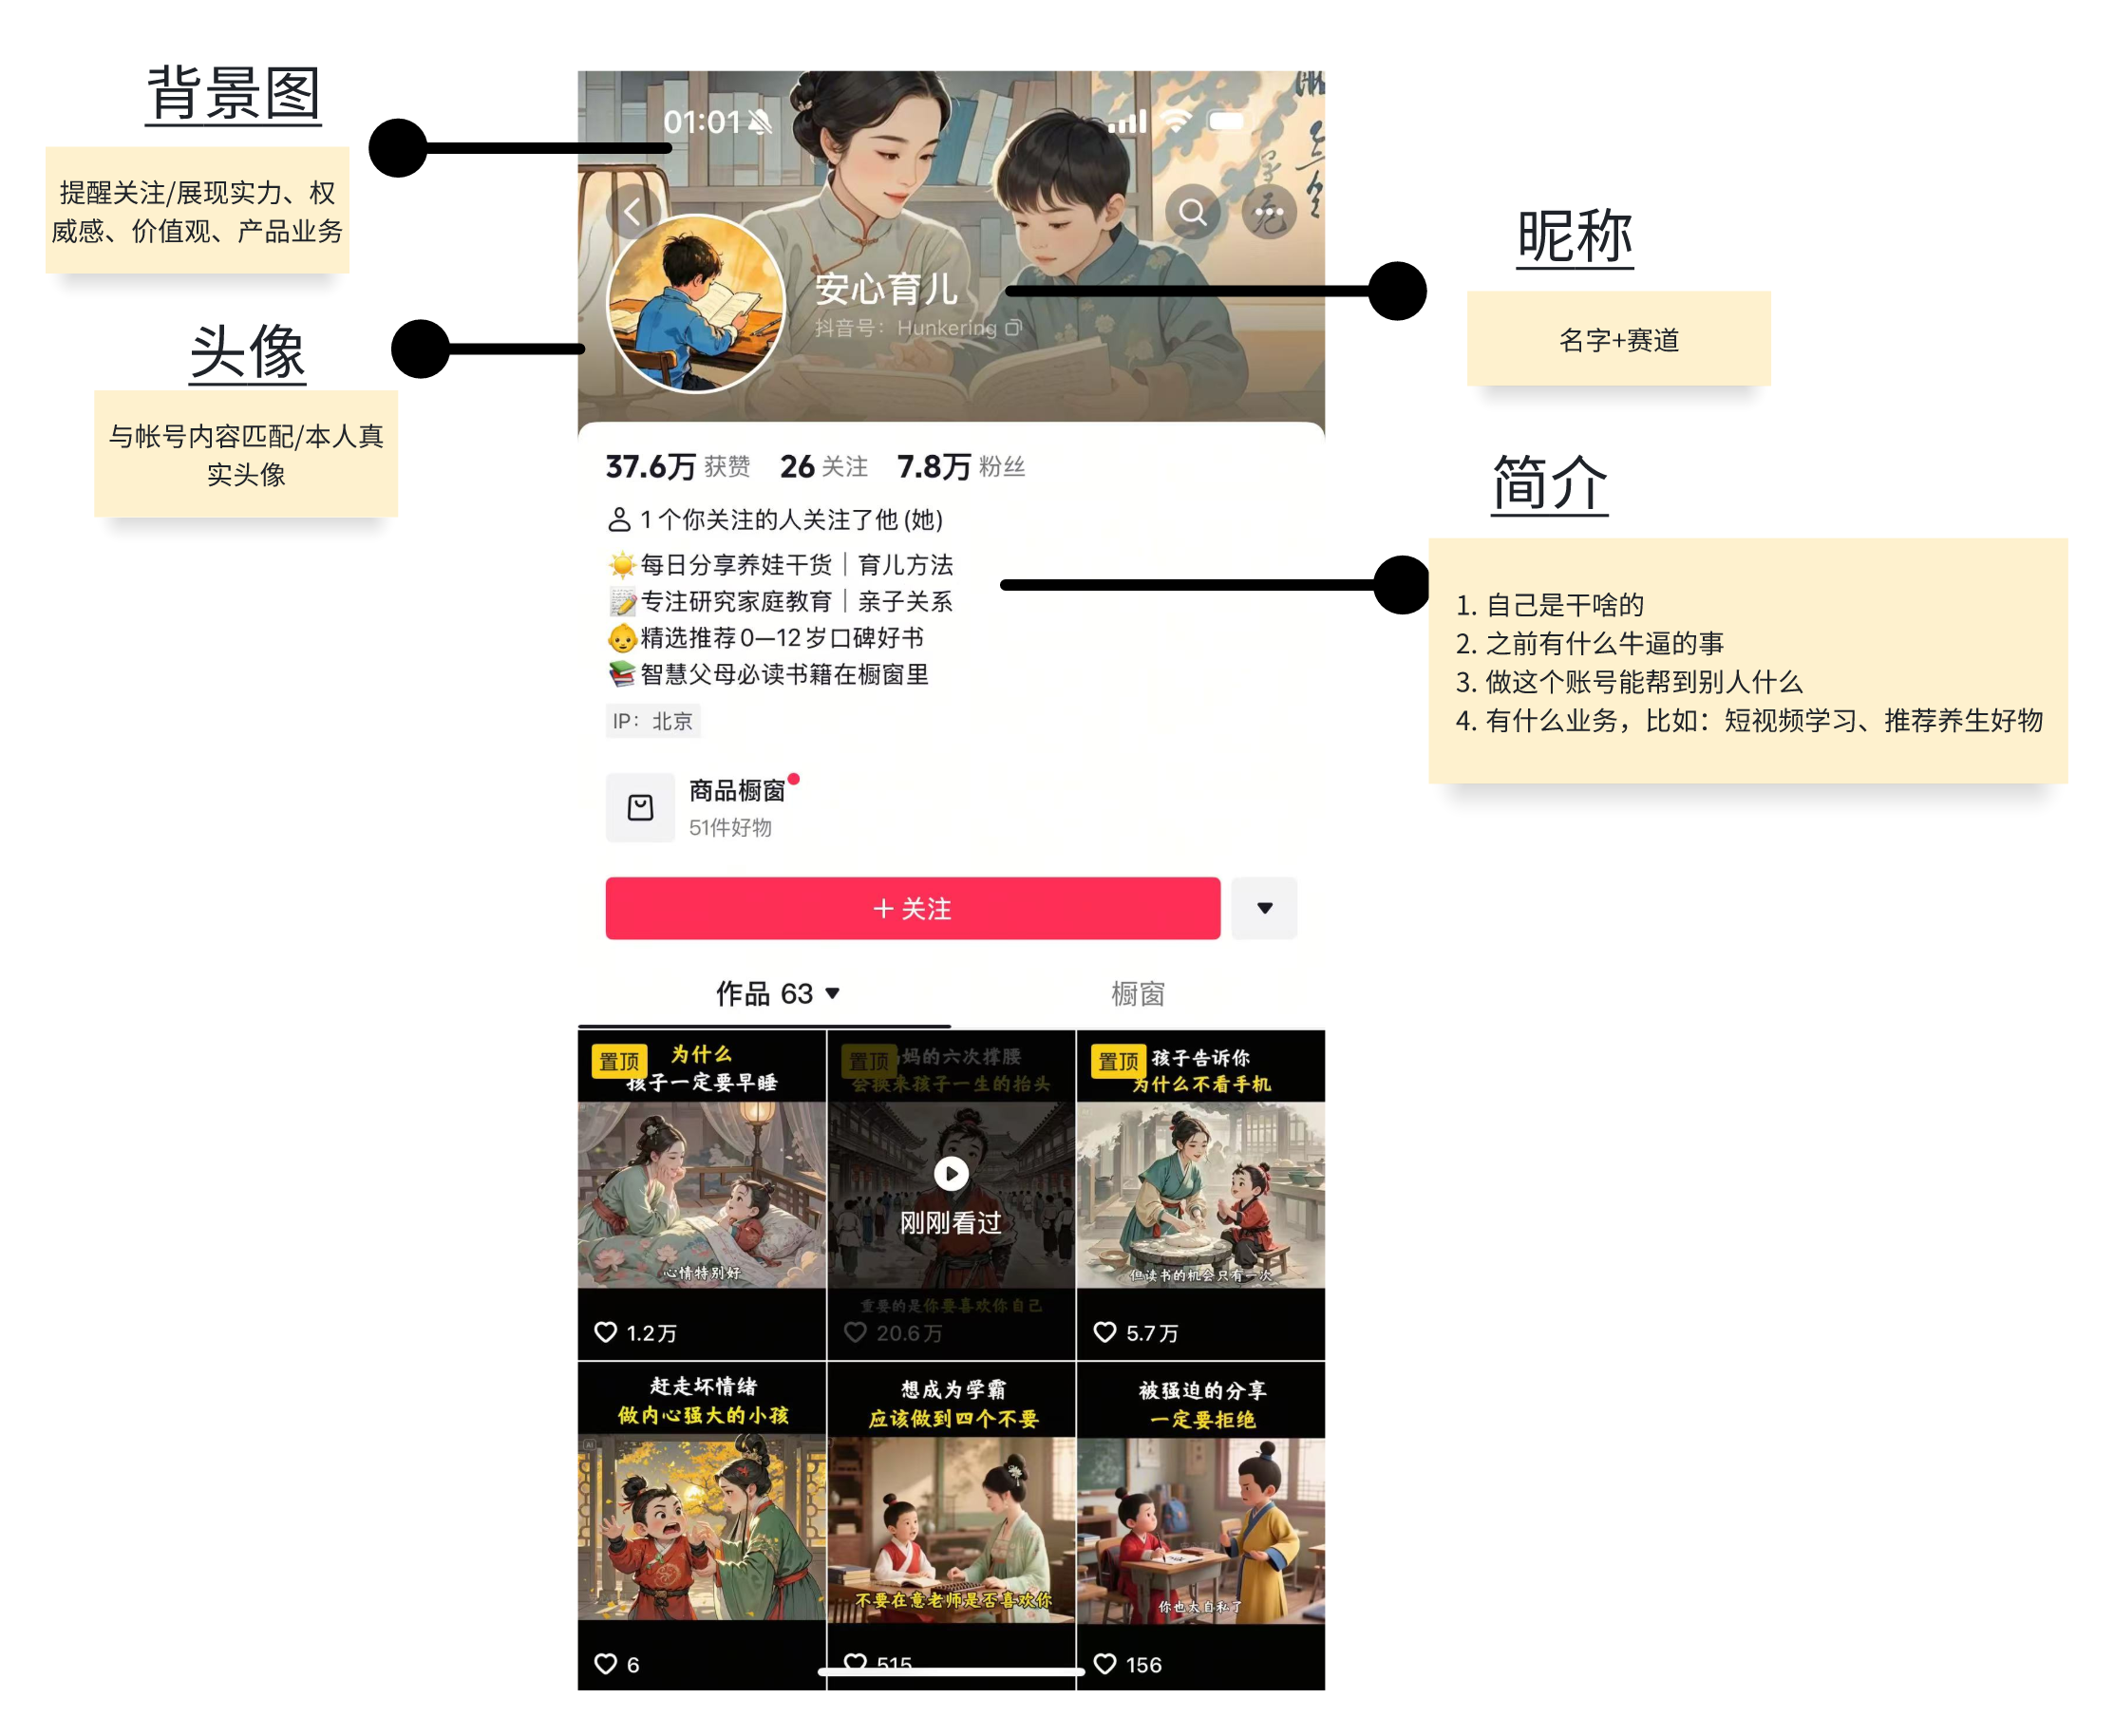 背景图
提醒关注/展现实力、权
威感、价值观、产品业务
头像
与帐号内容匹配/本人真
实头像
01:01
安心育儿
抖音号：Hunkering
昵称
名字+赛道
简介
1. 自己是干啥的
2. 之前有什么牛逼的事
3. 做这个账号能帮到别人什么
4. 有什么业务，比如：短视频学习、推荐养生好物
37.6万 获赞 26 关注 7.8万 粉丝
1 个你关注的人关注了他 (她)
每日分享养娃干货｜育儿方法
专注研究家庭教育｜亲子关系
精选推荐0—12岁口碑好书
智慧父母必读书籍在橱窗里
IP：北京
商品橱窗
51件好物
＋关注
作品 63
橱窗
置顶
为什么
孩子一定要早睡
心情特别好
1.2万
置顶
妈的六次撑腰
会换来孩子一生的抬头
刚刚看过
重要的是你要喜欢你自己
20.6万
置顶
孩子告诉你
为什么不看手机
但读书的机会只有一次
5.7万
赶走坏情绪
做内心强大的小孩
AI
6
想成为学霸
应该做到四个不要
不要在意老师是否喜欢你
515
被强迫的分享
一定要拒绝
你也太自私了
156